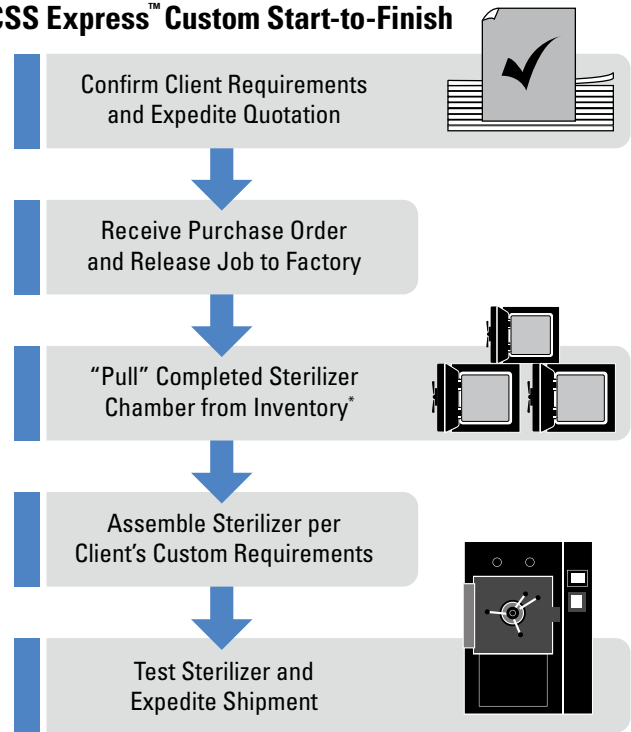 CSS Express™ Custom Start-to-Finish
Confirm Client Requirements
and Expedite Quotation
Receive Purchase Order
and Release Job to Factory
“Pull” Completed Sterilizer
Chamber from Inventory*
Assemble Sterilizer per
Client’s Custom Requirements
Test Sterilizer and
Expedite Shipment